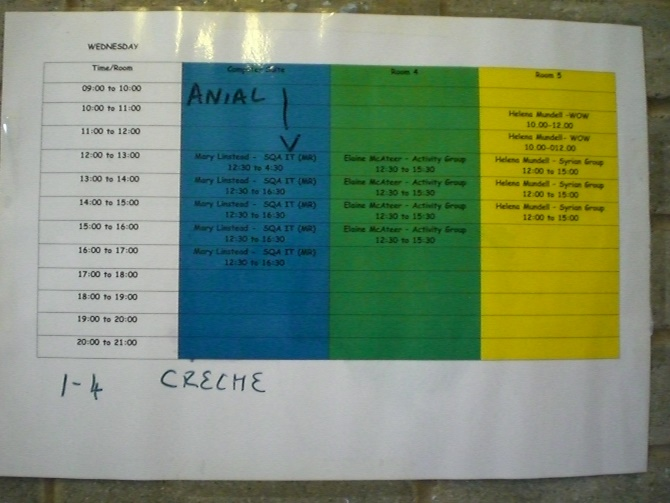 WEDNESDAY
Time/Room Computer Suite Room 4 Room 5
09:00 to 10:00 ANIAL
10:00 to 11:00 Helena Mundell -WOW
10.00-12.00
11:00 to 12:00 Helena Mundell- WOW
10.00-012.00
12:00 to 13:00 Mary Linstead - SQA IT (MR) Elaine McAteer - Activity Group Helena Mundell - Syrian Group
12:30 to 4:30 12:30 to 15:30 12:00 to 15:00
13:00 to 14:00 Mary Linstead - SQA IT (MR) Elaine McAteer - Activity Group Helena Mundell - Syrian Group
12:30 to 16:30 12:30 to 15:30 12:00 to 15:00
14:00 to 15:00 Mary Linstead - SQA IT (MR) Elaine McAteer - Activity Group Helena Mundell - Syrian Group
12:30 to 16:30 12:30 to 15:30 12:00 to 15:00
15:00 to 16:00 Mary Linstead - SQA IT (MR) Elaine McAteer - Activity Group
12:30 to 16:30 12:30 to 15:30
16:00 to 17:00 Mary Linstead - SQA IT (MR)
12:30 to 16:30
17:00 to 18:00
18:00 to 19:00
19:00 to 20:00
20:00 to 21:00
1-4 CRECHE